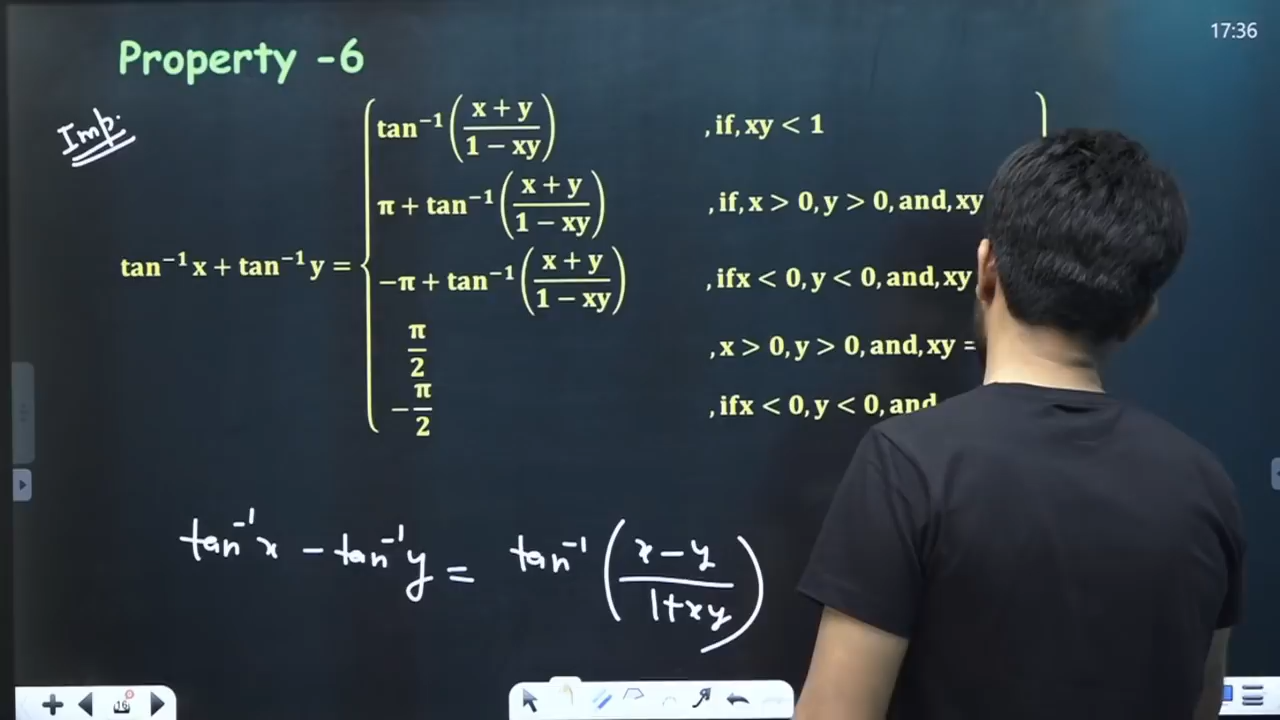 17:36
Property -6
Imp.
tan⁻¹x + tan⁻¹y =
tan⁻¹((x + y)/(1 − xy)) , if, xy < 1
π + tan⁻¹((x + y)/(1 − xy)) , if, x > 0, y > 0, and, xy
−π + tan⁻¹((x + y)/(1 − xy)) , ifx < 0, y < 0, and, xy
π/2 , x > 0, y > 0, and, xy =
−π/2 , ifx < 0, y < 0, and
tan⁻¹x − tan⁻¹y = tan⁻¹((x − y)/(1+xy))
16